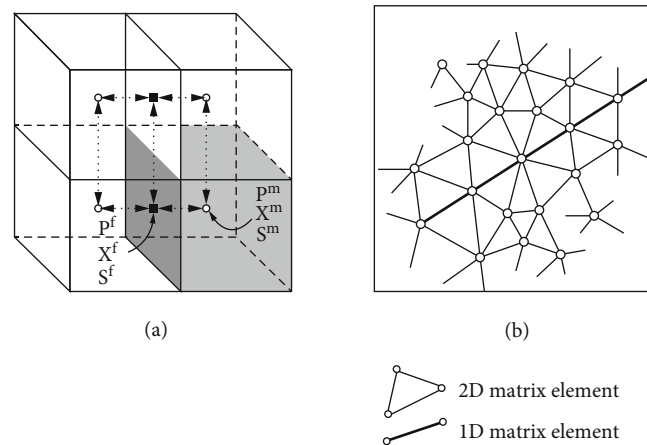 P^m
X^m
S^m
P^f
X^f
S^f
(a)
(b)
2D matrix element
1D matrix element